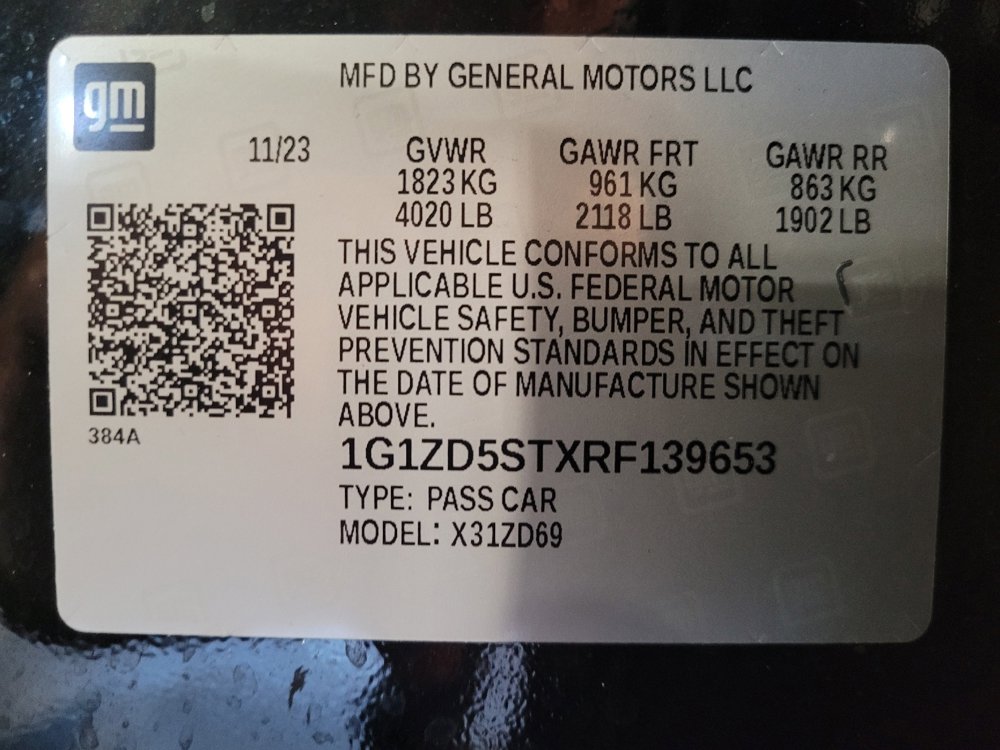 gm
MFD BY GENERAL MOTORS LLC
11/23 GVWR GAWR FRT GAWR RR
1823 KG 961 KG 863 KG
4020 LB 2118 LB 1902 LB
THIS VEHICLE CONFORMS TO ALL
APPLICABLE U.S. FEDERAL MOTOR
VEHICLE SAFETY, BUMPER, AND THEFT
PREVENTION STANDARDS IN EFFECT ON
THE DATE OF MANUFACTURE SHOWN
ABOVE.
384A
1G1ZD5STXRF139653
TYPE: PASS CAR
MODEL: X31ZD69